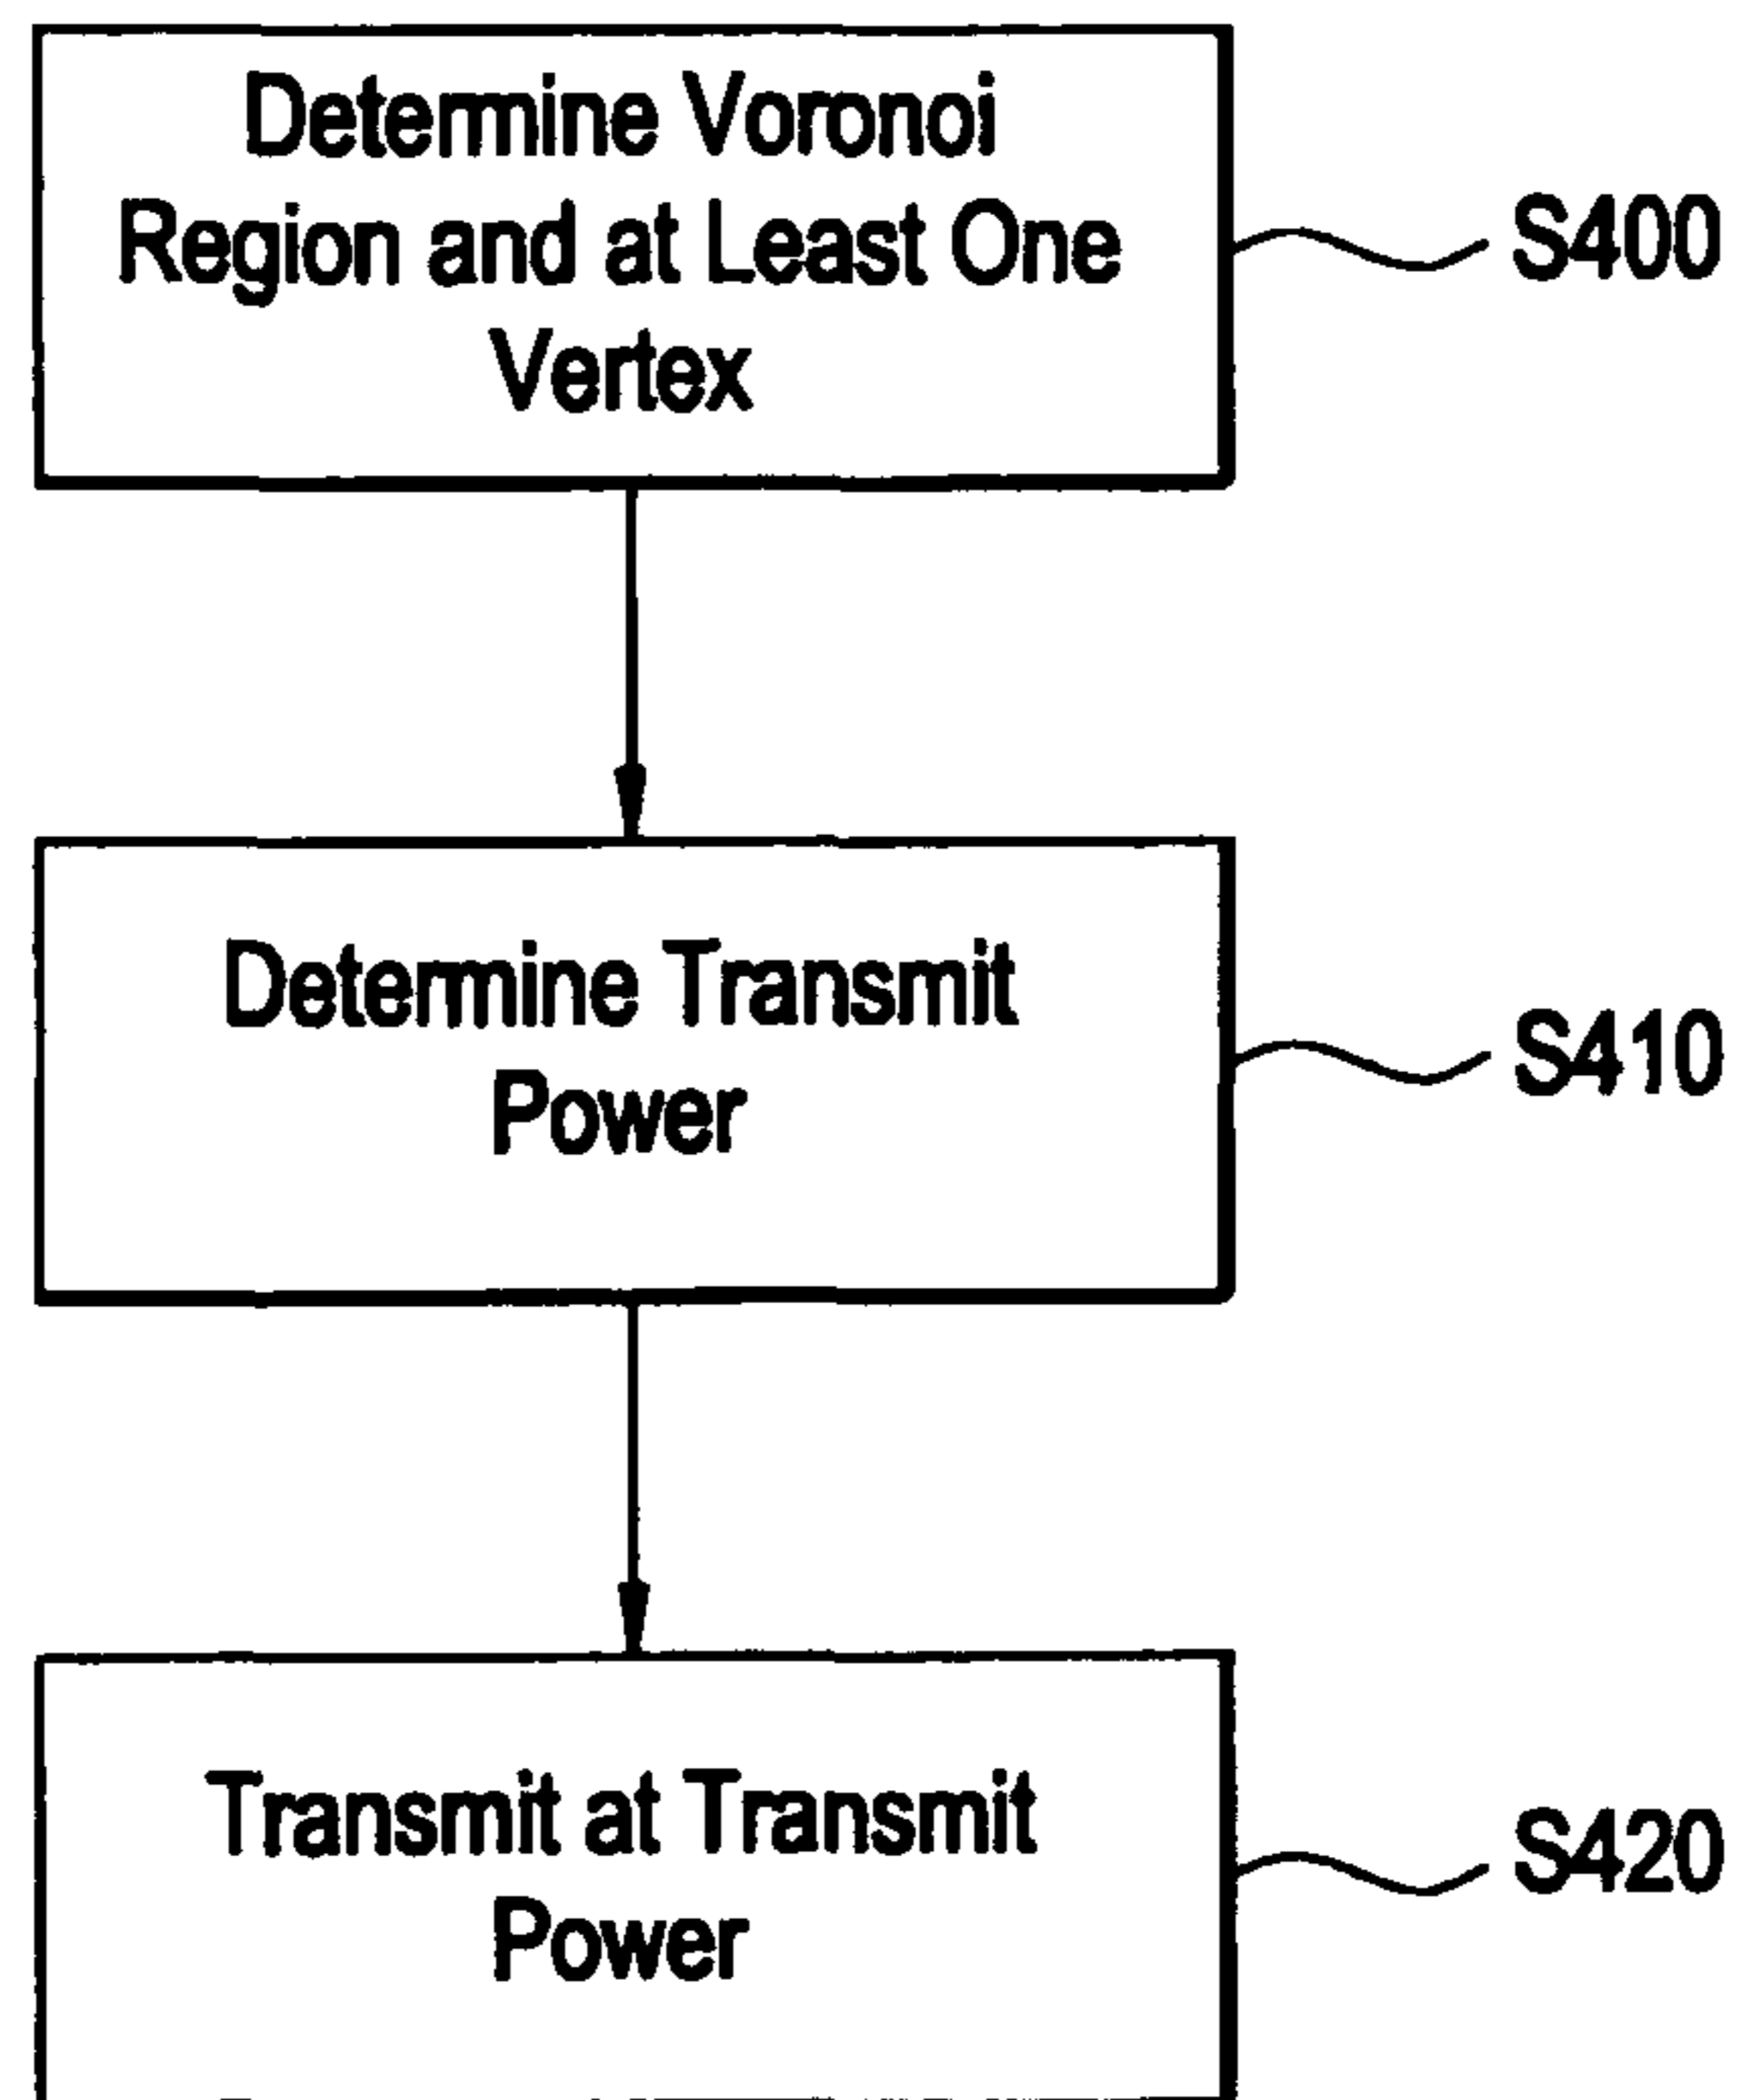 Determine Voronoi
Region and at Least One
Vertex
S400
Determine Transmit
Power
S410
Transmit at Transmit
Power
S420